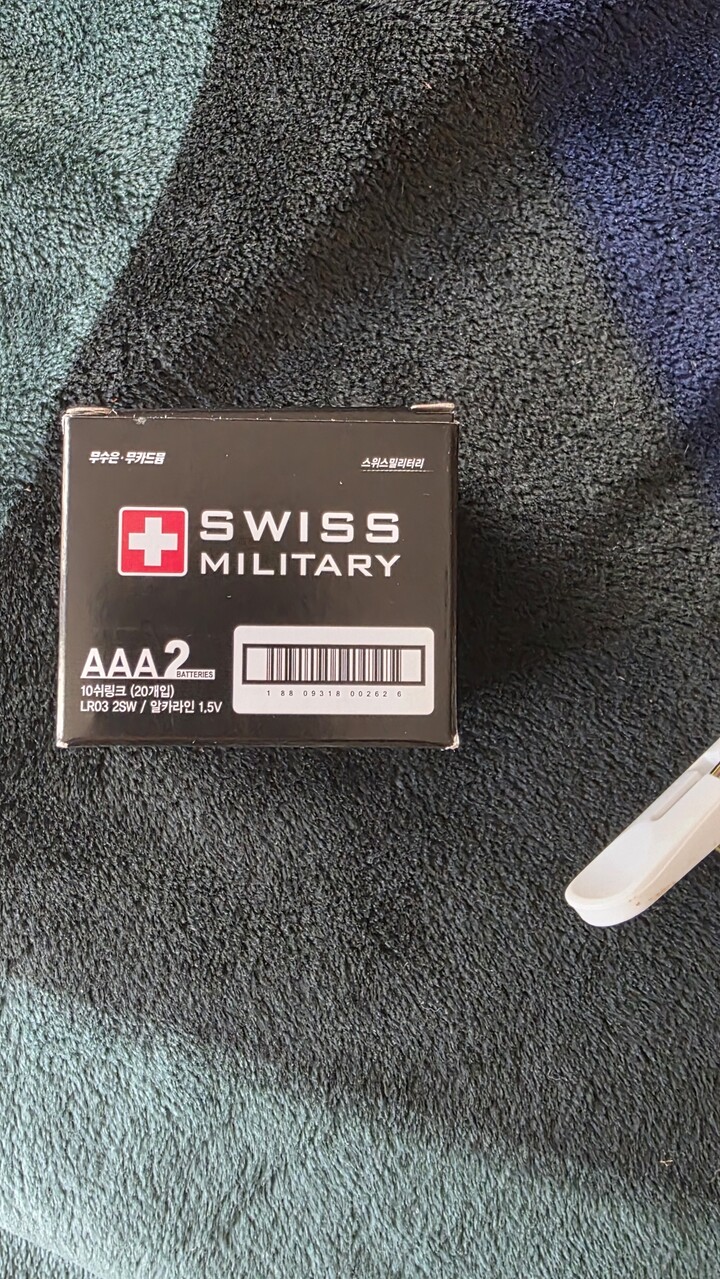 무수은·무카드뮴
스위스밀리터리
SWISS
MILITARY
AAA2 BATTERIES
10쉬링크 (20개입)
LR03 2SW / 알카라인 1.5V
1 88 09318 00262 6